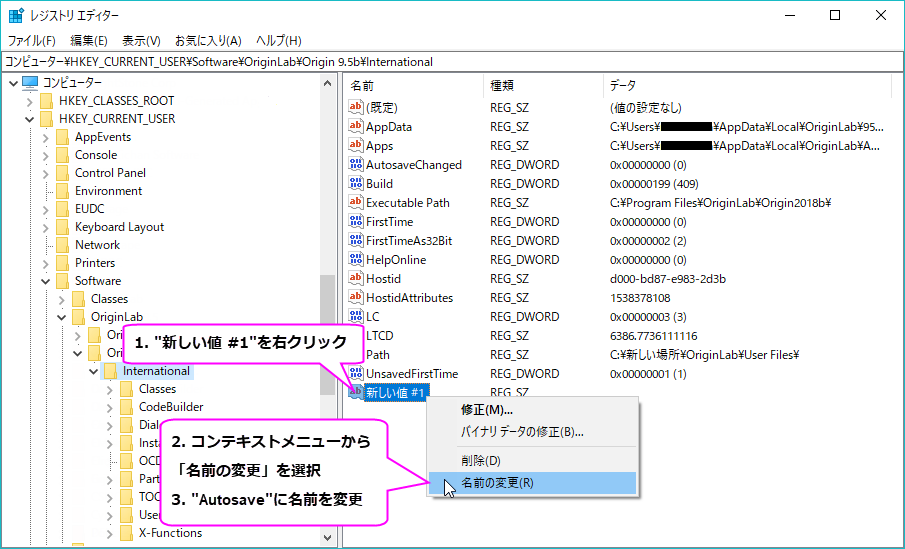 レジストリ エディター
ファイル(F) 編集(E) 表示(V) お気に入り(A) ヘルプ(H)
コンピューター¥HKEY_CURRENT_USER¥Software¥OriginLab¥Origin 9.5b¥International
コンピューター
HKEY_CLASSES_ROOT
HKEY_CURRENT_USER
AppEvents
Console
Control Panel
Environment
EUDC
Keyboard Layout
Network
Printers
Software
Classes
OriginLab
Ori
Ori
International
Classes
CodeBuilder
Dial
Insta
OCD
Part
TOC
User
X-Functions
名前 種類 データ
(既定) REG_SZ (値の設定なし)
AppData REG_SZ C:¥Users¥ ¥AppData¥Local¥OriginLab¥95...
Apps REG_SZ C:¥Users¥ ¥AppData¥Local¥OriginLab¥A...
AutosaveChanged REG_DWORD 0x00000000 (0)
Build REG_DWORD 0x00000199 (409)
Executable Path REG_SZ C:¥Program Files¥OriginLab¥Origin2018b¥
FirstTime REG_DWORD 0x00000000 (0)
FirstTimeAs32Bit REG_DWORD 0x00000002 (2)
HelpOnline REG_DWORD 0x00000000 (0)
Hostid REG_SZ d000-bd87-e983-2d3b
HostidAttributes REG_SZ 1538378108
LC REG_DWORD 0x00000003 (3)
LTCD REG_SZ 6386.7736111116
Path REG_SZ C:¥新しい場所¥OriginLab¥User Files¥
UnsavedFirstTime REG_DWORD 0x00000001 (1)
新しい値 #1 REG_SZ
1. "新しい値 #1"を右クリック
2. コンテキストメニューから
「名前の変更」を選択
3. "Autosave"に名前を変更
修正(M)...
バイナリ データの修正(B)...
削除(D)
名前の変更(R)